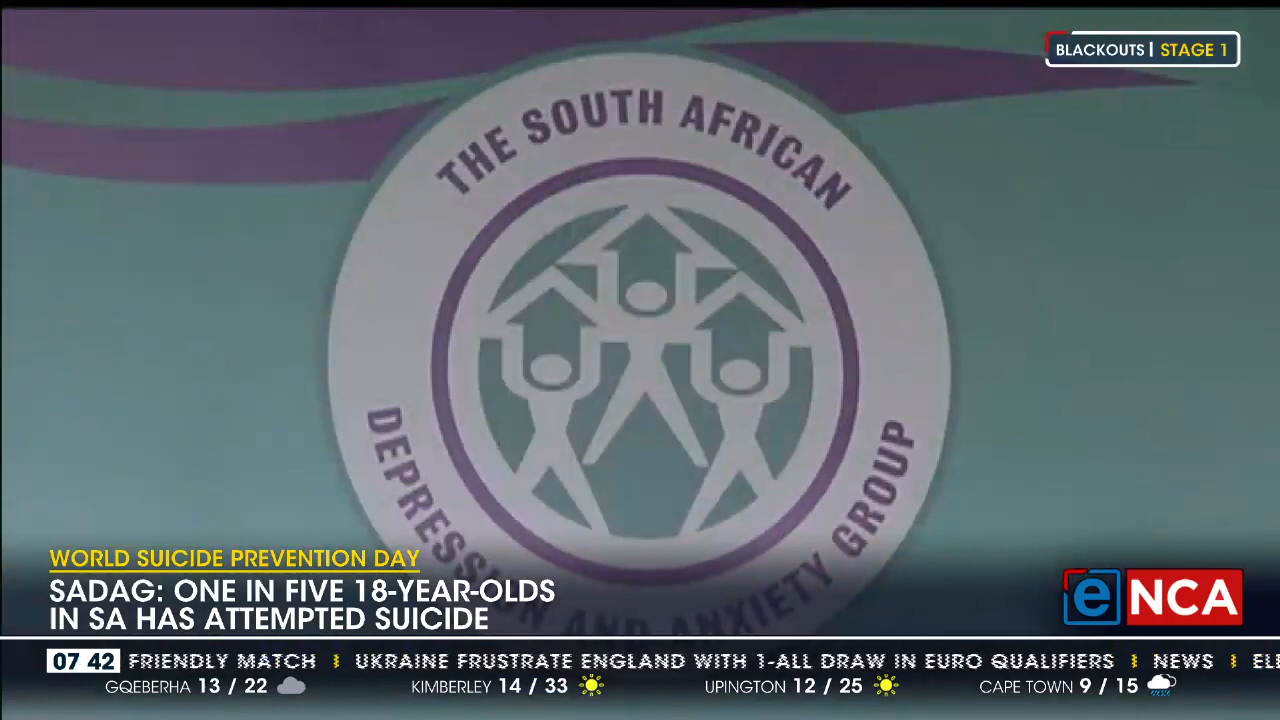 BLACKOUTS | STAGE 1
THE SOUTH AFRICAN
DEPRESSION AND ANXIETY GROUP
WORLD SUICIDE PREVENTION DAY
SADAG: ONE IN FIVE 18-YEAR-OLDS
IN SA HAS ATTEMPTED SUICIDE
eNCA
07 42 FRIENDLY MATCH UKRAINE FRUSTRATE ENGLAND WITH 1-ALL DRAW IN EURO QUALIFIERS NEWS
GQEBERHA 13 / 22 KIMBERLEY 14 / 33 UPINGTON 12 / 25 CAPE TOWN 9 / 15